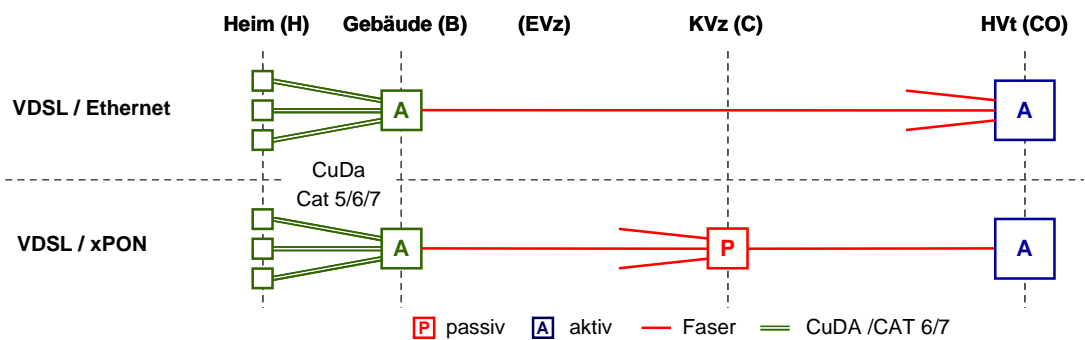 Heim (H) Gebäude (B) (EVz) KVz (C) HVt (CO)
VDSL / Ethernet A A
CuDa
Cat 5/6/7
VDSL / xPON A P A
P passiv A aktiv Faser CuDA /CAT 6/7